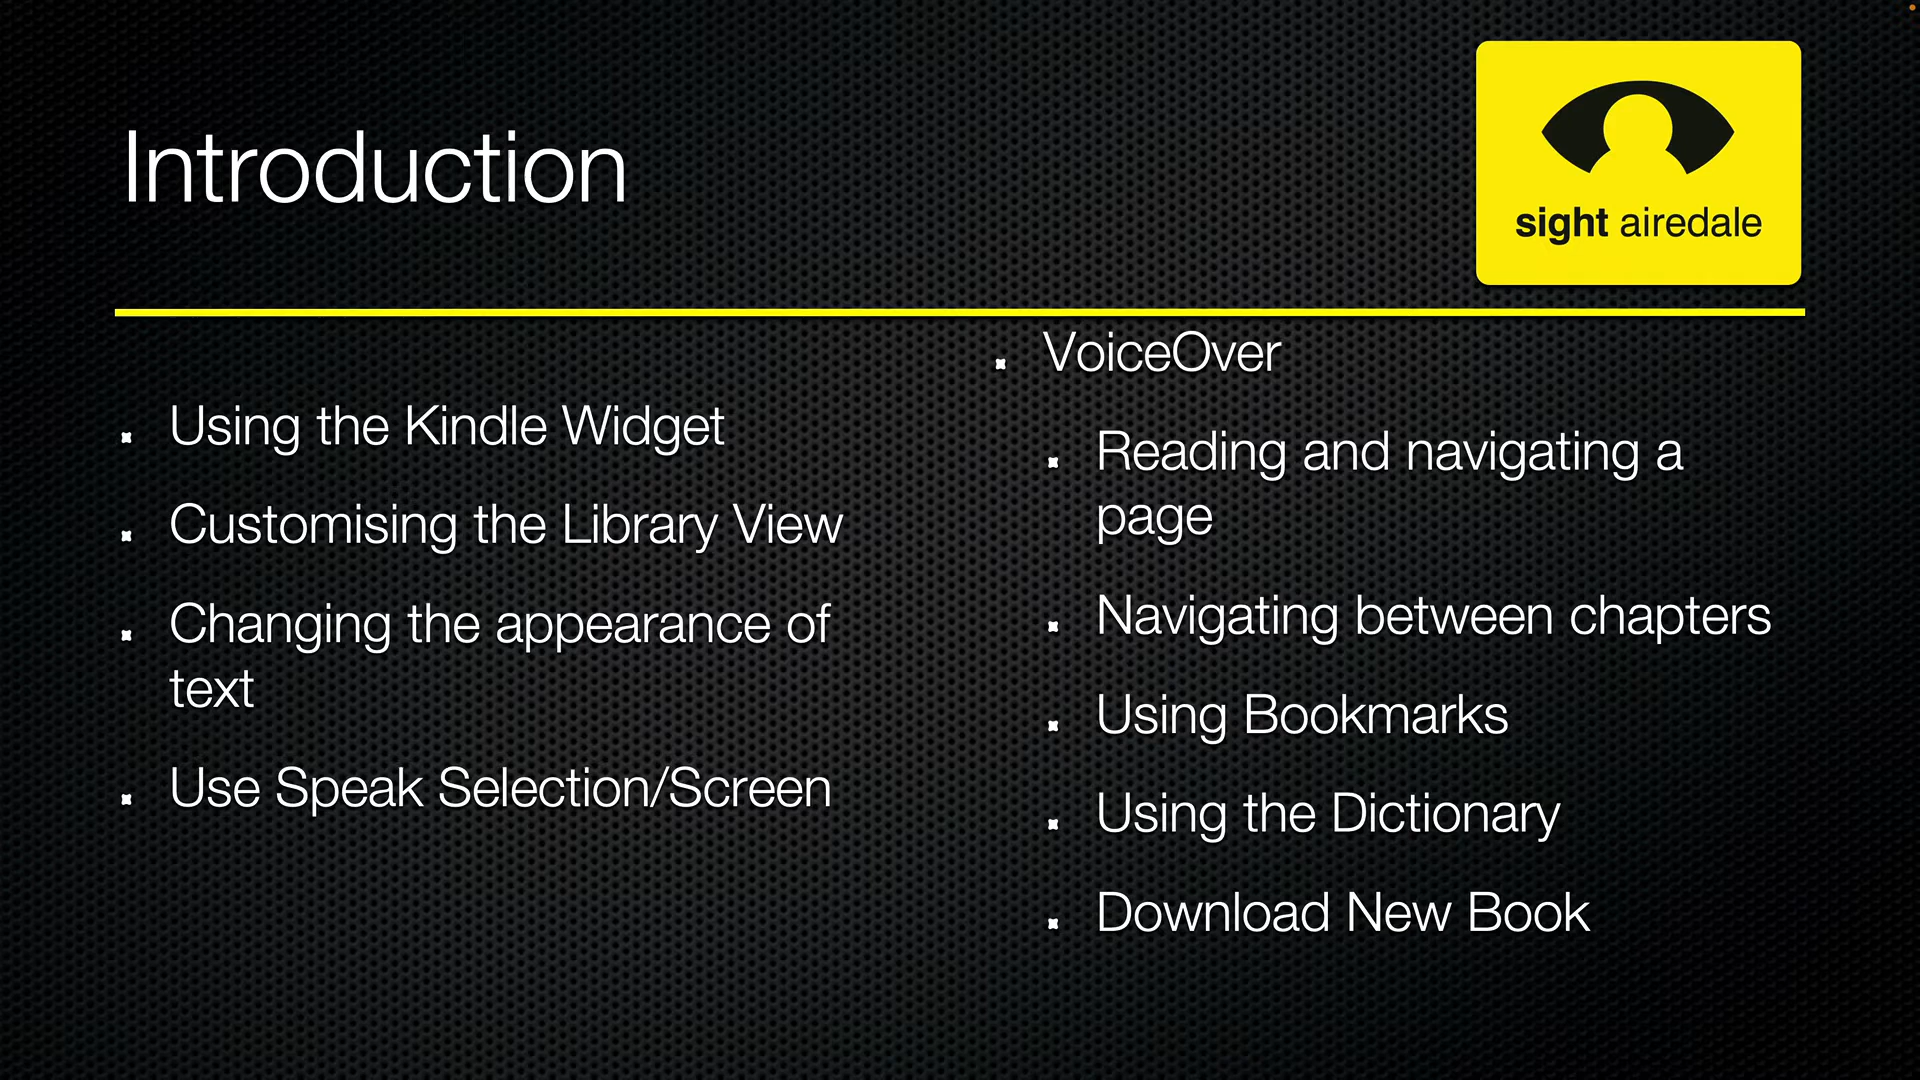 Introduction
sight airedale
Using the Kindle Widget
Customising the Library View
Changing the appearance of
text
Use Speak Selection/Screen
VoiceOver
Reading and navigating a
page
Navigating between chapters
Using Bookmarks
Using the Dictionary
Download New Book